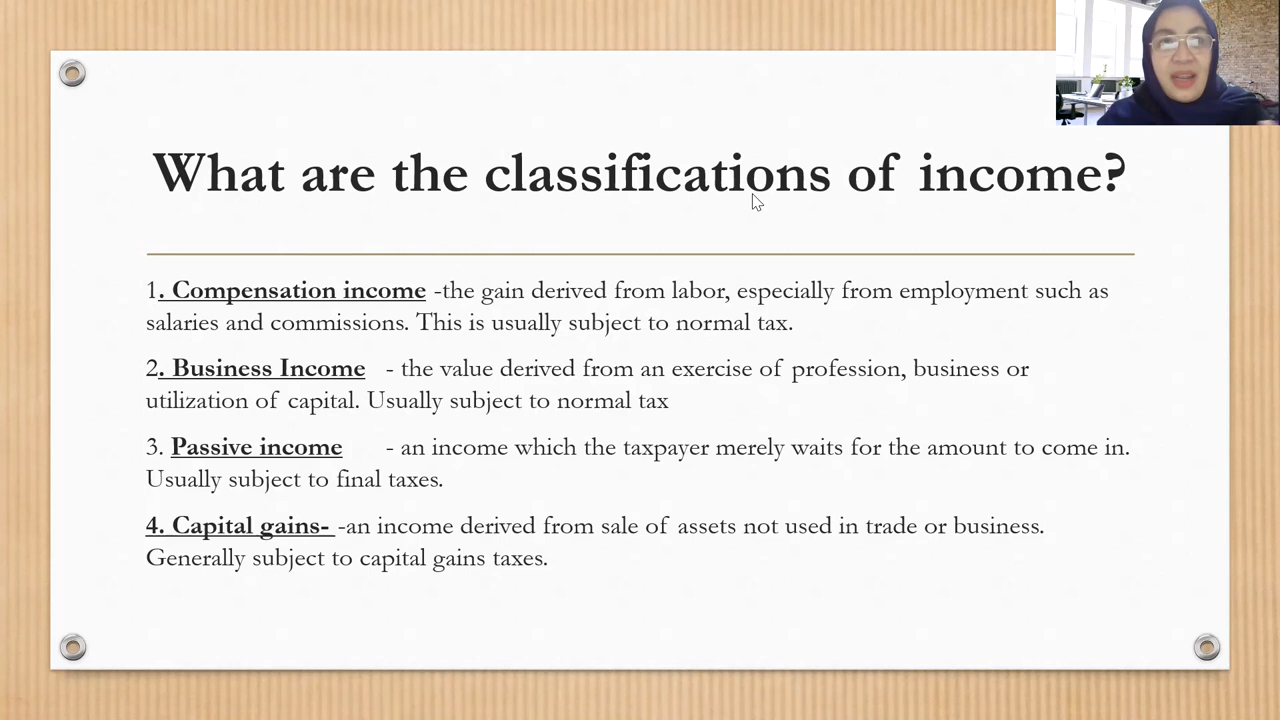 What are the classifications of income?
1. Compensation income -the gain derived from labor, especially from employment such as
salaries and commissions. This is usually subject to normal tax.
2. Business Income - the value derived from an exercise of profession, business or
utilization of capital. Usually subject to normal tax
3. Passive income - an income which the taxpayer merely waits for the amount to come in.
Usually subject to final taxes.
4. Capital gains- -an income derived from sale of assets not used in trade or business.
Generally subject to capital gains taxes.